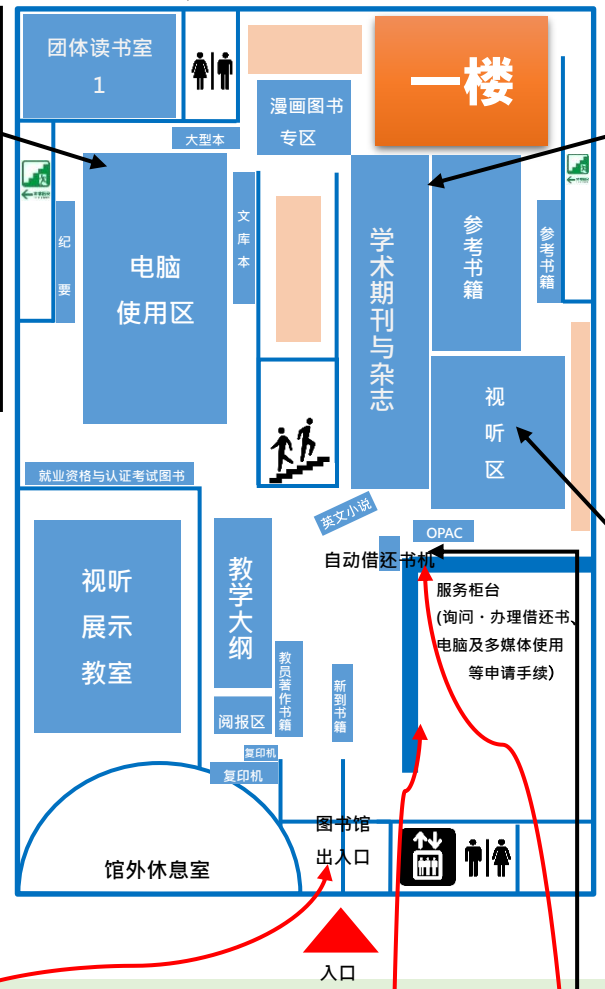 团体读书室
1
一楼
漫画图书
专区
大型本
文库本
纪要
电脑
使用区
学术期刊与杂志
参考书籍
参考书籍
视
听
区
就业资格与认证考试图书
英文小说
OPAC
自动借还书机
服务柜台
(询问・办理借还书、
电脑及多媒体使用
等申请手续)
视听
展示
教室
教学大纲
教员著作书籍
新到书籍
阅报区
复印机
复印机
图书馆
出入口
馆外休息室
入口